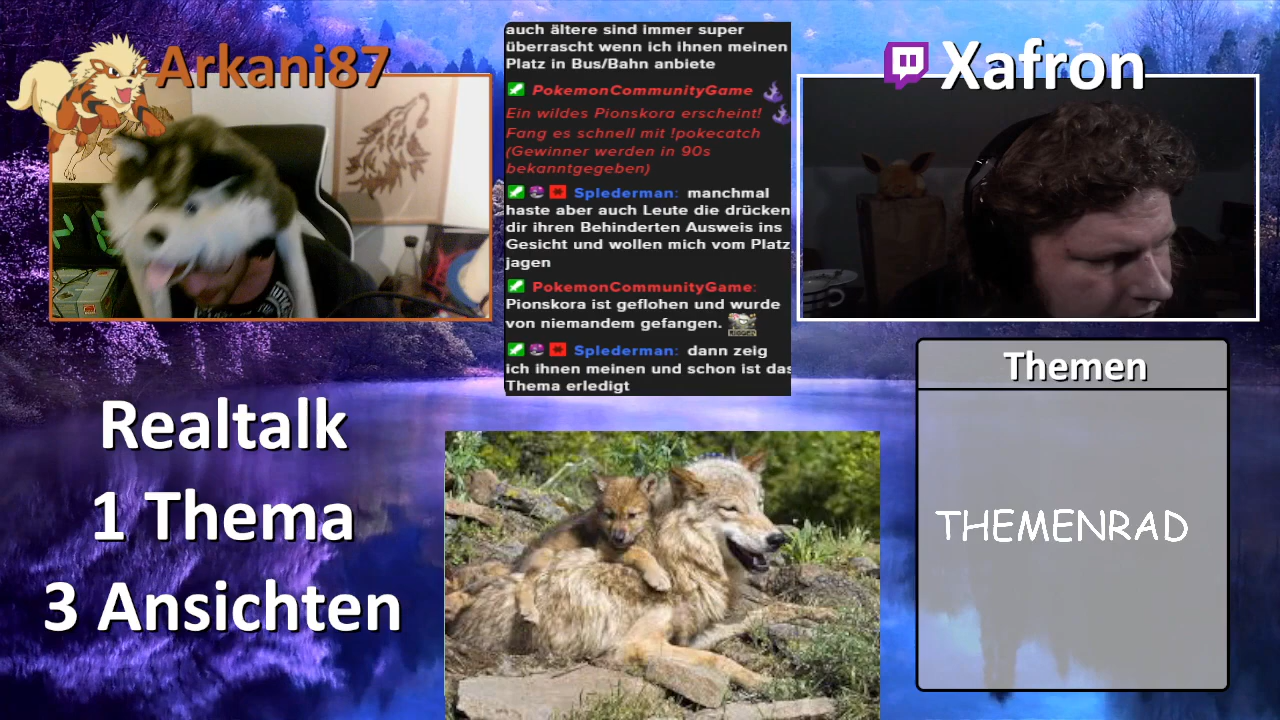 Arkani87
auch ältere sind immer super
überrascht wenn ich ihnen meinen
Platz in Bus/Bahn anbiete
PokemonCommunityGame
Ein wildes Pionskora erscheint!
Fang es schnell mit !pokecatch
(Gewinner werden in 90s
bekanntgegeben)
Splederman: manchmal
haste aber auch Leute die drücken
dir ihren Behinderten Ausweis ins
Gesicht und wollen mich vom Platz
jagen
PokemonCommunityGame:
Pionskora ist geflohen und wurde
von niemandem gefangen.
Splederman: dann zeig
ich ihnen meinen und schon ist das
Thema erledigt
Xafron
Realtalk
1 Thema
3 Ansichten
Themen
THEMENRAD